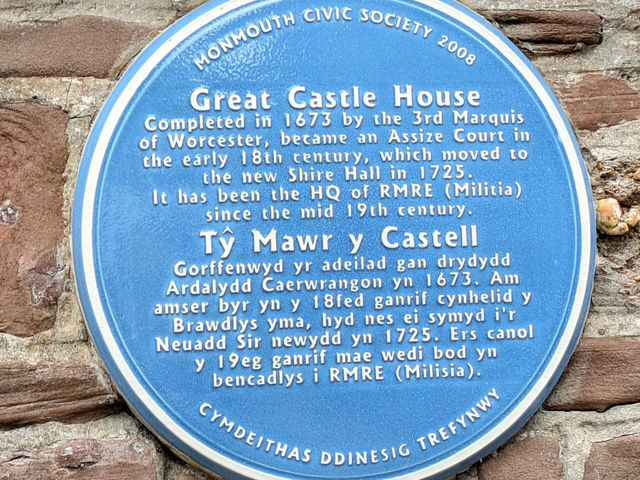 MONMOUTH CIVIC SOCIETY 2008
Great Castle House
Completed in 1673 by the 3rd Marquis
of Worcester, became an Assize Court in
the early 18th century, which moved to
the new Shire Hall in 1725.
It has been the HQ of RMRE (Militia)
since the mid 19th century.
Tŷ Mawr y Castell
Gorffenwyd yr adeilad gan drydydd
Ardalydd Caerwrangon yn 1673. Am
amser byr yn y 18fed ganrif cynhelid y
Brawdlys yma, hyd nes ei symyd i'r
Neuadd Sir newydd yn 1725. Ers canol
y 19eg ganrif mae wedi bod yn
bencadlys i RMRE (Milisia).
CYMDEITHAS DDINESIG TREFYNWY